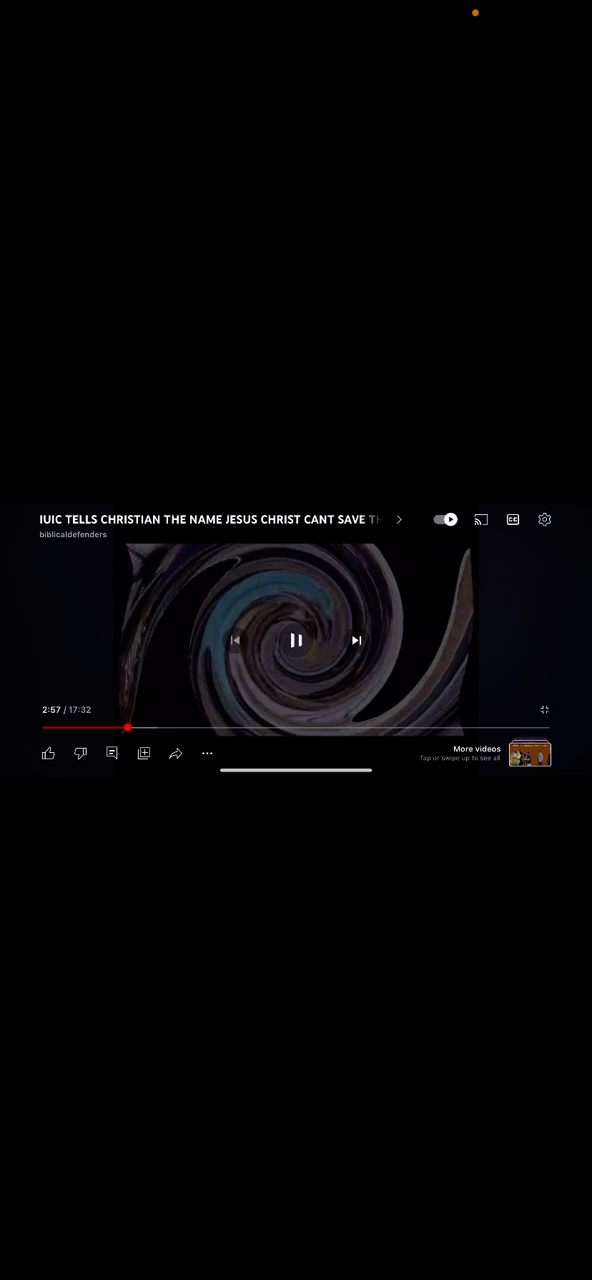 IUIC TELLS CHRISTIAN THE NAME JESUS CHRIST CANT SAVE
biblicaldefenders
CC
2:57 / 17:32
More videos
Tap or swipe up to see all